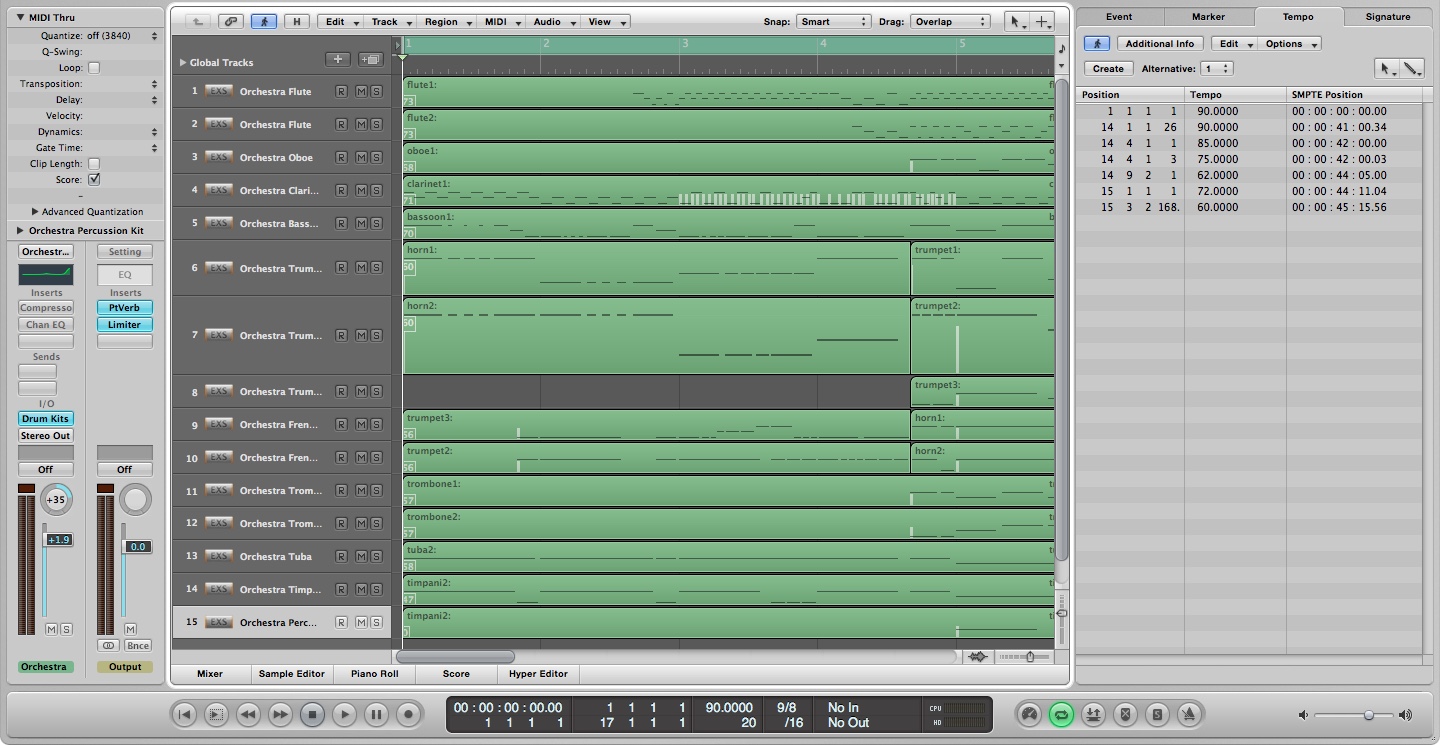 MIDI Thru
Quantize: off (3840)
Q-Swing:
Loop:
Transposition:
Delay:
Velocity:
Dynamics:
Gate Time:
Clip Length:
Score:
–
Advanced Quantization
Orchestra Percussion Kit
Orchestr... Setting
EQ
Inserts Inserts
Compresso PtVerb
Chan EQ Limiter
Sends
I/O
Drum Kits
Stereo Out
Off Off
+35
+1.9 0.0
M S M
Bnce
Orchestra Output
H Edit Track Region MIDI Audio View Snap: Smart Drag: Overlap
1 2 3 4 5
Global Tracks
1 EXS Orchestra Flute R M S flute1: fl
73
2 EXS Orchestra Flute R M S flute2:
73
3 EXS Orchestra Oboe R M S oboe1: o
68
4 EXS Orchestra Clari... R M S clarinet1: c
71
5 EXS Orchestra Bass... R M S bassoon1: b
70
6 EXS Orchestra Trum... R M S horn1: trumpet1:
60
7 EXS Orchestra Trum... R M S horn2: trumpet2:
60
8 EXS Orchestra Trum... R M S trumpet3:
9 EXS Orchestra Fren... R M S trumpet3: horn1:
56
10 EXS Orchestra Fren... R M S trumpet2: horn2:
56
11 EXS Orchestra Trom... R M S trombone1:
57
12 EXS Orchestra Trom... R M S trombone2:
57
13 EXS Orchestra Tuba R M S tuba2:
58
14 EXS Orchestra Timp... R M S timpani2:
47
15 EXS Orchestra Perc... R M S timpani2:
Mixer Sample Editor Piano Roll Score Hyper Editor
Event Marker Tempo Signature
Additional Info Edit Options
Create Alternative: 1
Position Tempo SMPTE Position
1 1 1 1 90.0000 00 : 00 : 00 : 00.00
14 1 1 26 90.0000 00 : 00 : 41 : 00.34
14 4 1 1 85.0000 00 : 00 : 42 : 00.00
14 4 1 3 75.0000 00 : 00 : 42 : 00.03
14 9 2 1 62.0000 00 : 00 : 44 : 05.00
15 1 1 1 72.0000 00 : 00 : 44 : 11.04
15 3 2 168. 60.0000 00 : 00 : 45 : 15.56
00 : 00 : 00 : 00.00 1 1 1 1 90.0000 9/8 No In CPU
1 1 1 1 17 1 1 1 20 /16 No Out HD
S